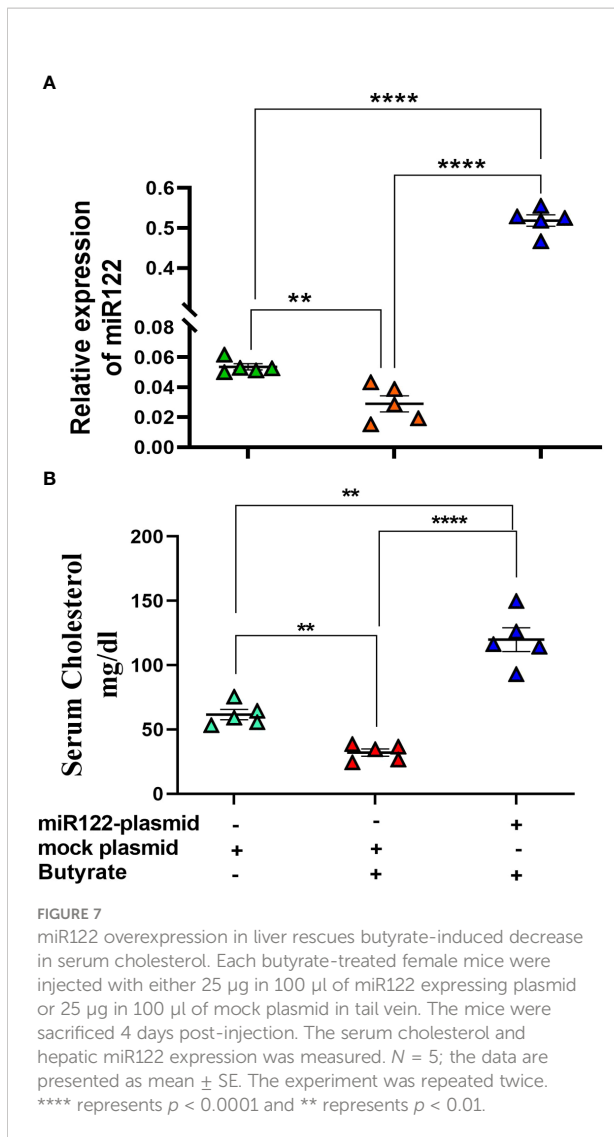 A
****
****
**
Relative expression
of miR122
0.6
0.5
0.4
0.08
0.06
0.04
0.02
0.00
B
**
****
**
Serum Cholesterol
mg/dl
200
150
100
50
0
miR122-plasmid - - +
mock plasmid + + -
Butyrate - + +
FIGURE 7
miR122 overexpression in liver rescues butyrate-induced decrease
in serum cholesterol. Each butyrate-treated female mice were
injected with either 25 µg in 100 µl of miR122 expressing plasmid
or 25 µg in 100 µl of mock plasmid in tail vein. The mice were
sacrificed 4 days post-injection. The serum cholesterol and
hepatic miR122 expression was measured. N = 5; the data are
presented as mean ± SE. The experiment was repeated twice.
**** represents p < 0.0001 and ** represents p < 0.01.